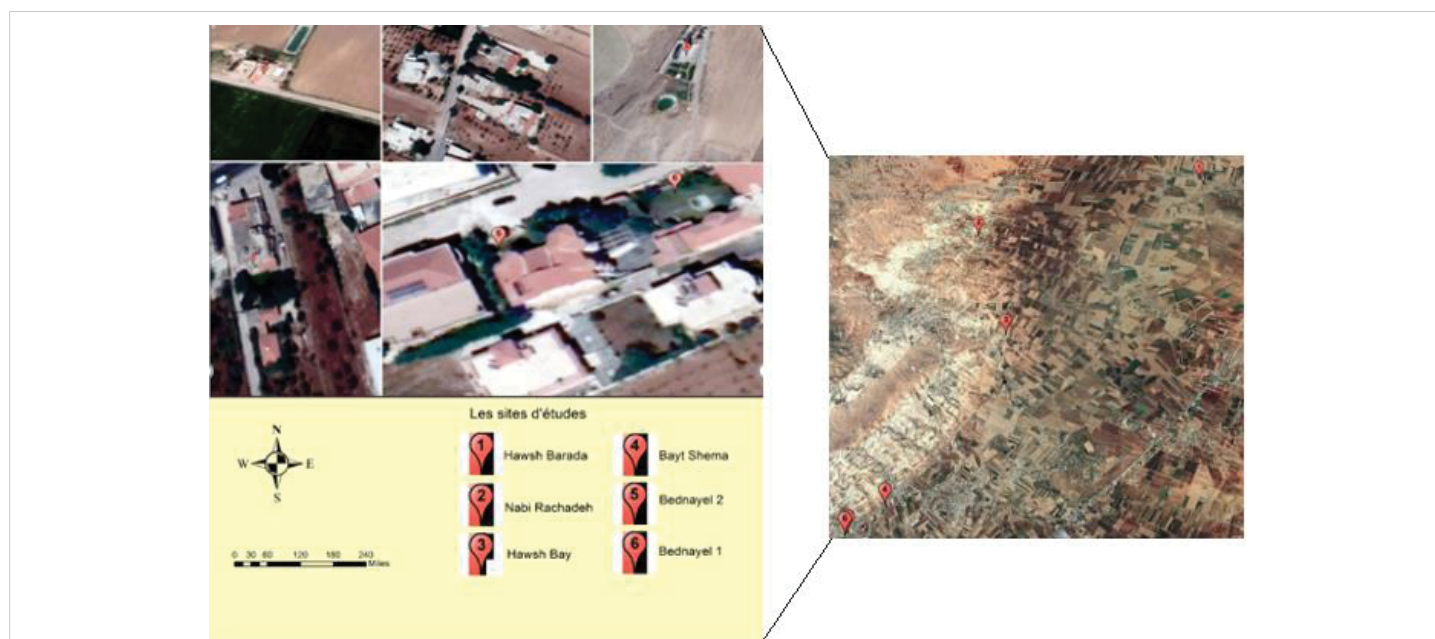 Les sites d'études
N
W E
S
1 Hawsh Barada
2 Nabi Rachadeh
3 Hawsh Bay
4 Bayt Shema
5 Bednayel 2
6 Bednayel 1
0 30 60 120 180 240
Miles
4